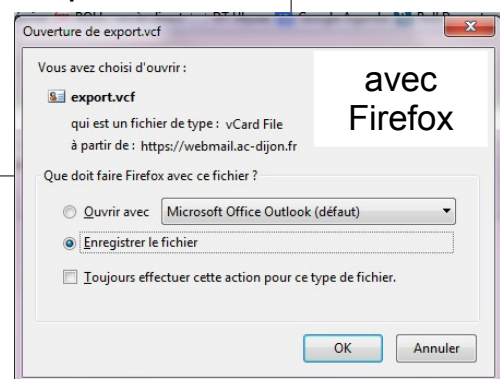 Ouverture de export.vcf
Vous avez choisi d'ouvrir :
export.vcf
qui est un fichier de type : vCard File
à partir de : https://webmail.ac-dijon.fr
avec
Firefox
Que doit faire Firefox avec ce fichier ?
Ouvrir avec Microsoft Office Outlook (défaut)
Enregistrer le fichier
Toujours effectuer cette action pour ce type de fichier.
OK Annuler